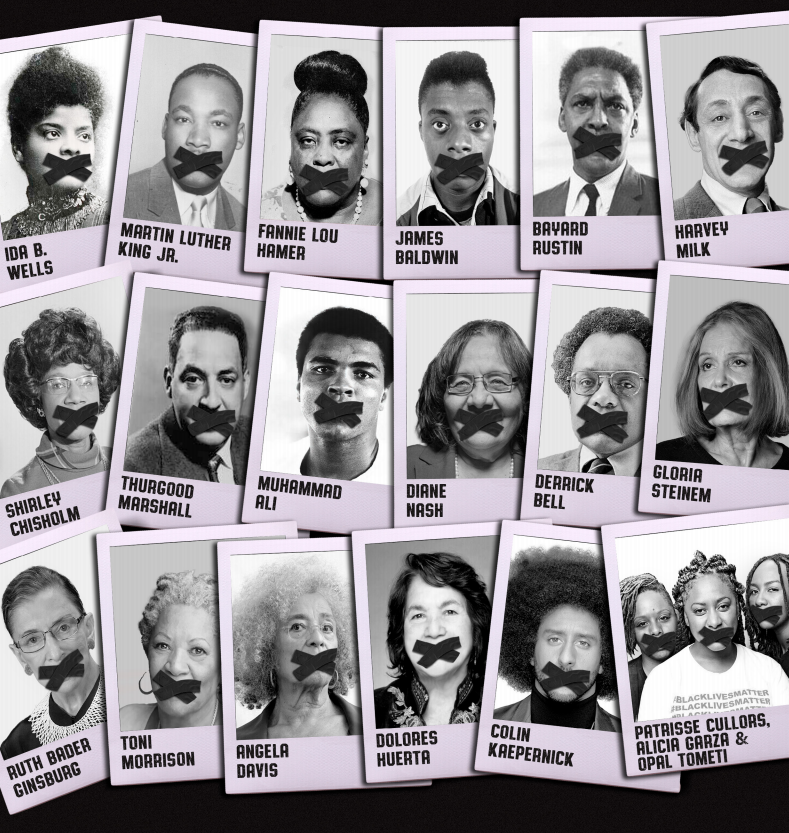 IDA B.
WELLS
MARTIN LUTHER
KING JR.
FANNIE LOU
HAMER
JAMES
BALDWIN
BAYARD
RUSTIN
HARVEY
MILK
SHIRLEY
CHISHOLM
THURGOOD
MARSHALL
MUHAMMAD
ALI
DIANE
NASH
DERRICK
BELL
GLORIA
STEINEM
RUTH BADER
GINSBURG
TONI
MORRISON
ANGELA
DAVIS
DOLORES
HUERTA
COLIN
KAEPERNICK
#BLACKLIVESMATTER
#BLACKLIVESMATTER
PATRISSE CULLORS,
ALICIA GARZA &
OPAL TOMETI